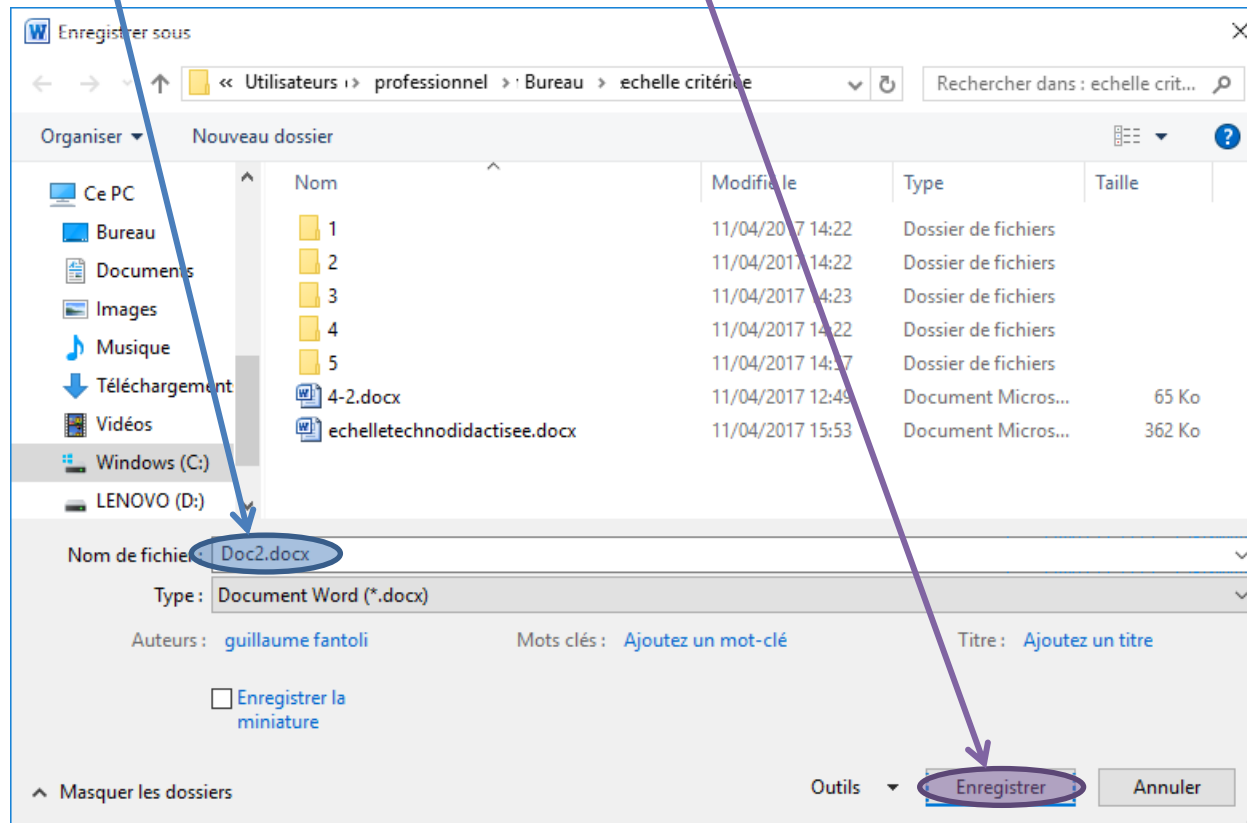 Enregistrer sous
« Utilisateurs › professionnel › Bureau › echelle critériée
Rechercher dans : echelle crit...
Organiser Nouveau dossier
Ce PC
Bureau
Documents
Images
Musique
Téléchargement
Vidéos
Windows (C:)
LENOVO (D:)
Nom Modifié le Type Taille
1 11/04/2017 14:22 Dossier de fichiers
2 11/04/2017 14:22 Dossier de fichiers
3 11/04/2017 14:23 Dossier de fichiers
4 11/04/2017 14:22 Dossier de fichiers
5 11/04/2017 14:57 Dossier de fichiers
4-2.docx 11/04/2017 12:49 Document Micros... 65 Ko
echelletechnodidactisee.docx 11/04/2017 15:53 Document Micros... 362 Ko
Nom de fichier : Doc2.docx
Type : Document Word (*.docx)
Auteurs : guillaume fantoli Mots clés : Ajoutez un mot-clé Titre : Ajoutez un titre
Enregistrer la
miniature
Masquer les dossiers Outils Enregistrer Annuler